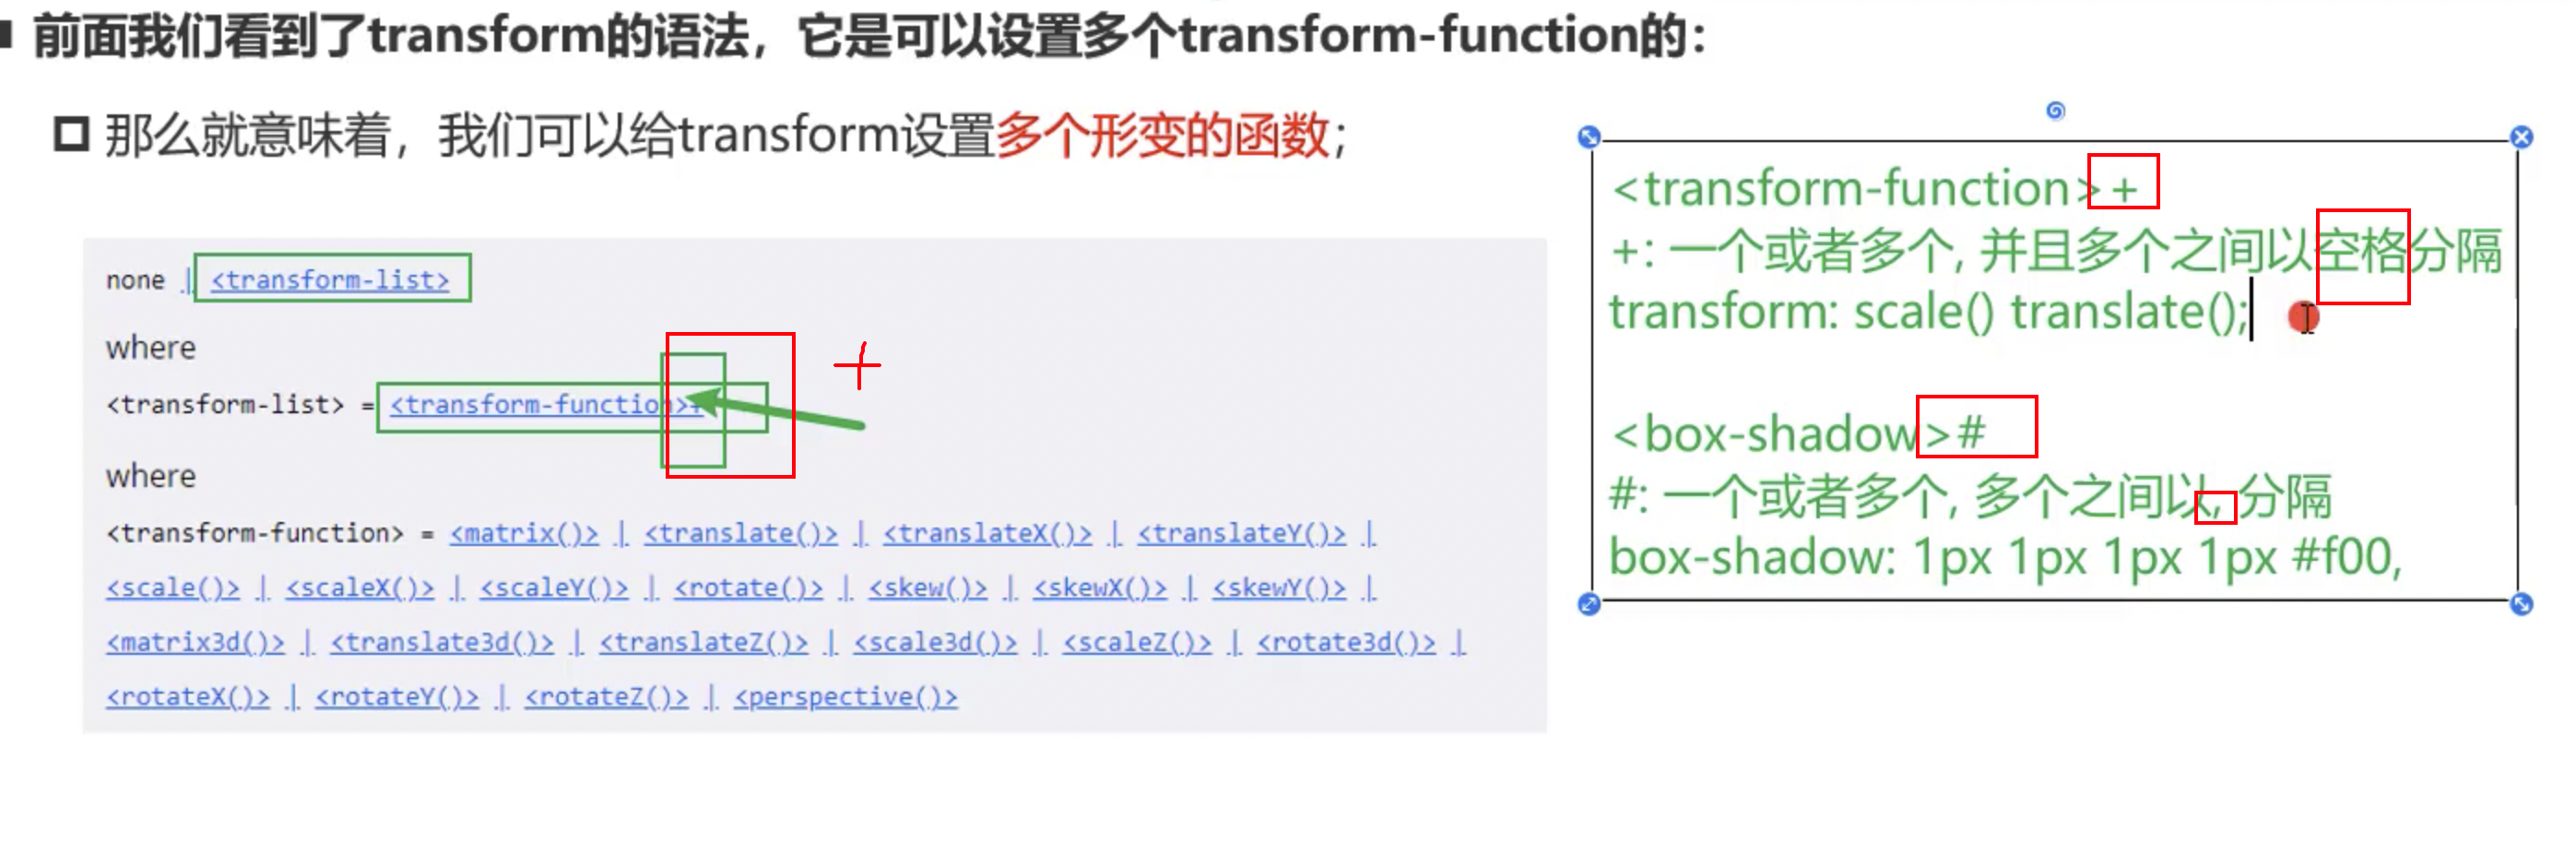 前面我们看到了transform的语法，它是可以设置多个transform-function的：
那么就意味着，我们可以给transform设置多个形变的函数；
none | <transform-list>
where
<transform-list> = <transform-function>+
+
where
<transform-function> = <matrix()> | <translate()> | <translateX()> | <translateY()> |
<scale()> | <scaleX()> | <scaleY()> | <rotate()> | <skew()> | <skewX()> | <skewY()> |
<matrix3d()> | <translate3d()> | <translateZ()> | <scale3d()> | <scaleZ()> | <rotate3d()> |
<rotateX()> | <rotateY()> | <rotateZ()> | <perspective()>
<transform-function>+
+: 一个或者多个, 并且多个之间以空格分隔
transform: scale() translate();
<box-shadow>#
#: 一个或者多个, 多个之间以, 分隔
box-shadow: 1px 1px 1px 1px #f00,